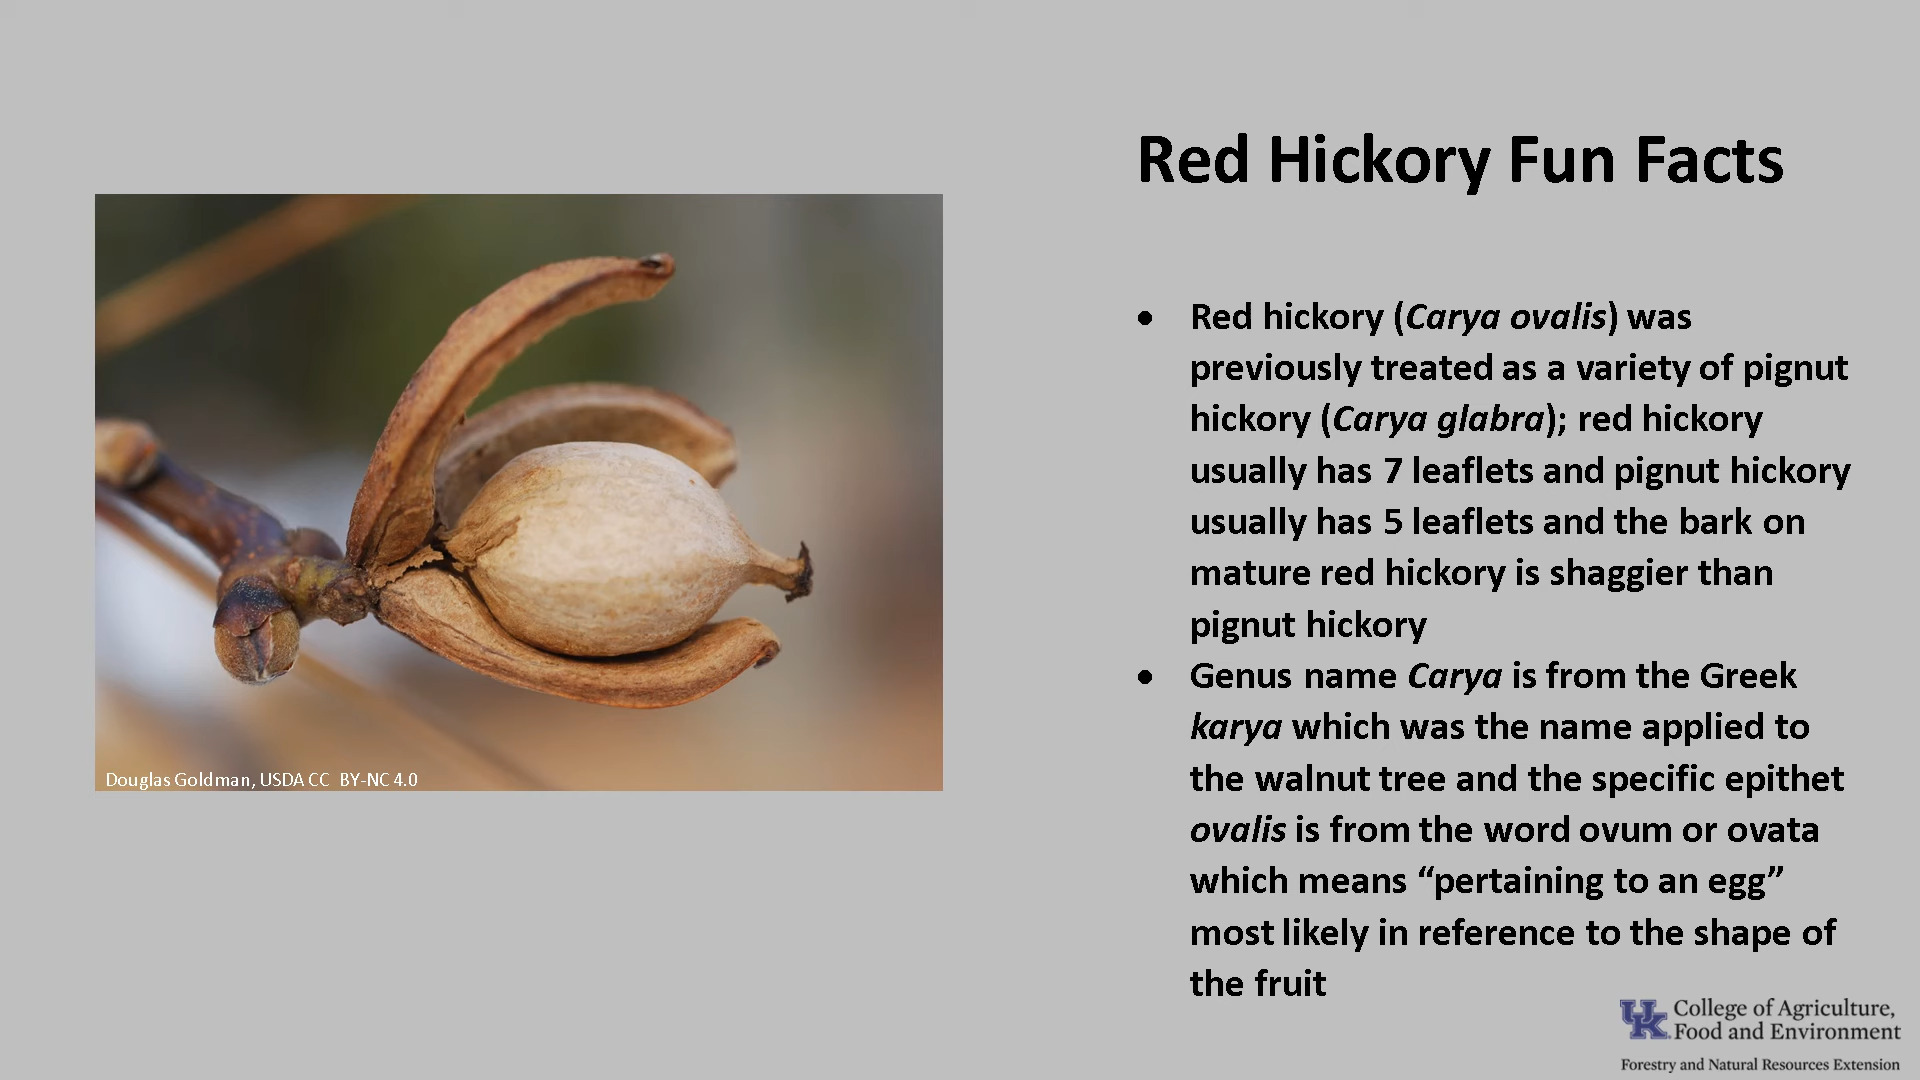 Red Hickory Fun Facts
• Red hickory (Carya ovalis) was
previously treated as a variety of pignut
hickory (Carya glabra); red hickory
usually has 7 leaflets and pignut hickory
usually has 5 leaflets and the bark on
mature red hickory is shaggier than
pignut hickory
• Genus name Carya is from the Greek
karya which was the name applied to
the walnut tree and the specific epithet
ovalis is from the word ovum or ovata
which means “pertaining to an egg”
most likely in reference to the shape of
the fruit
Douglas Goldman, USDA CC BY-NC 4.0
UK College of Agriculture,
Food and Environment
Forestry and Natural Resources Extension